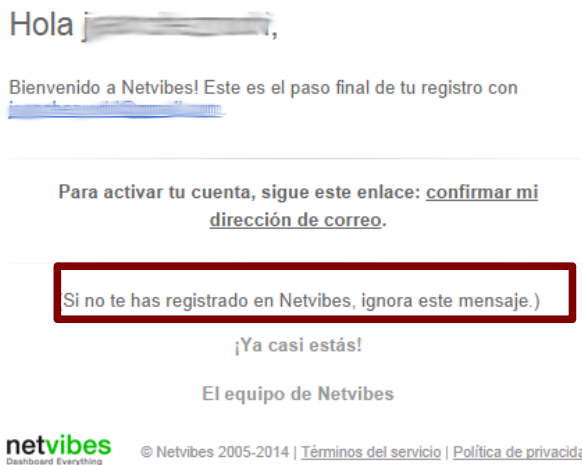 Hola
Bienvenido a Netvibes! Este es el paso final de tu registro con
Para activar tu cuenta, sigue este enlace: confirmar mi
dirección de correo.
Si no te has registrado en Netvibes, ignora este mensaje.)
¡Ya casi estás!
El equipo de Netvibes
netvibes
Dashboard Everything
© Netvibes 2005-2014 | Términos del servicio | Política de privacida